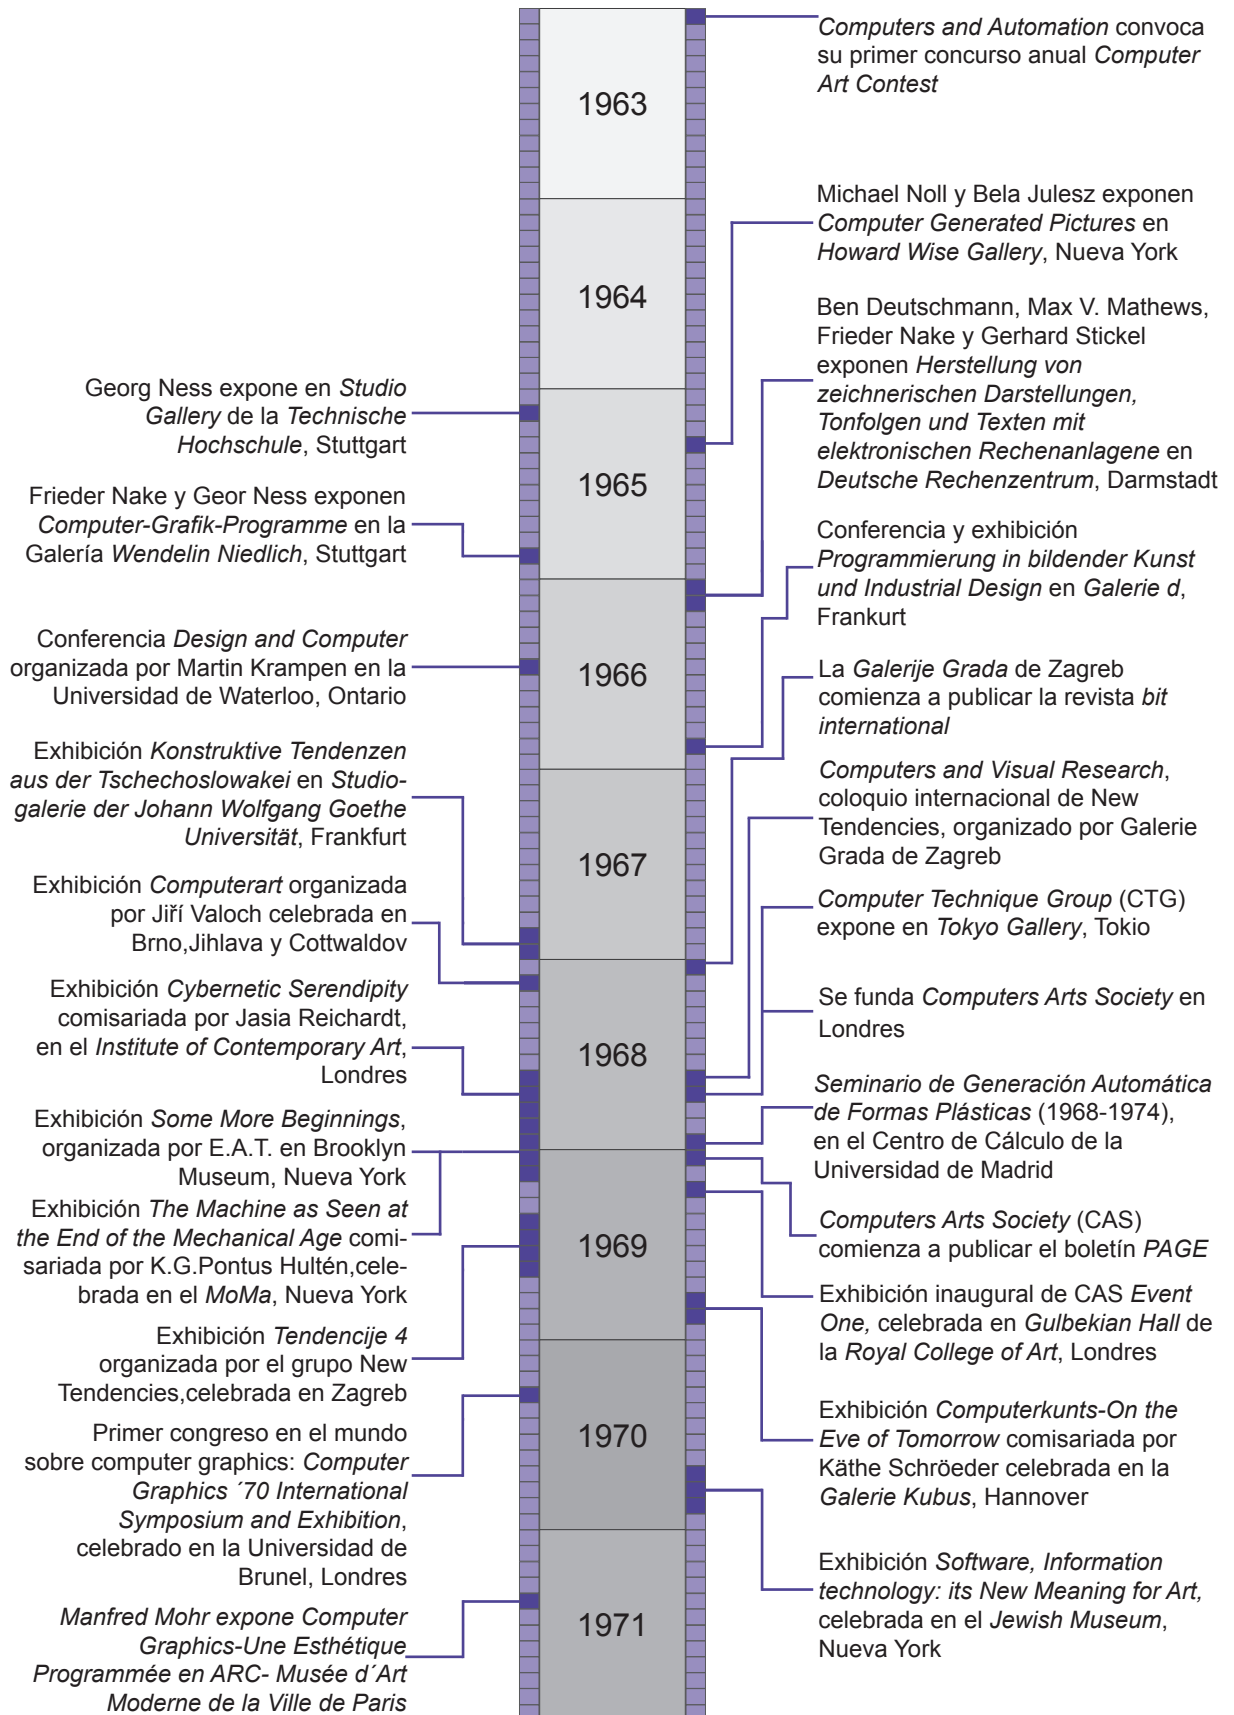 Computers and Automation convoca
su primer concurso anual Computer
Art Contest
1963
Michael Noll y Bela Julesz exponen
Computer Generated Pictures en
Howard Wise Gallery, Nueva York
1964
Ben Deutschmann, Max V. Mathews,
Frieder Nake y Gerhard Stickel
exponen Herstellung von
zeichnerischen Darstellungen,
Tonfolgen und Texten mit
elektronischen Rechenanlagene en
Deutsche Rechenzentrum, Darmstadt
Georg Ness expone en Studio
Gallery de la Technische
Hochschule, Stuttgart
1965
Frieder Nake y Geor Ness exponen
Computer-Grafik-Programme en la
Galería Wendelin Niedlich, Stuttgart
Conferencia y exhibición
Programmierung in bildender Kunst
und Industrial Design en Galerie d,
Frankurt
Conferencia Design and Computer
organizada por Martin Krampen en la
Universidad de Waterloo, Ontario
1966
La Galerije Grada de Zagreb
comienza a publicar la revista bit
international
Exhibición Konstruktive Tendenzen
aus der Tschechoslowakei en Studio-
galerie der Johann Wolfgang Goethe
Universität, Frankfurt
Computers and Visual Research,
coloquio internacional de New
Tendencies, organizado por Galerie
Grada de Zagreb
1967
Exhibición Computerart organizada
por Jiří Valoch celebrada en
Brno,Jihlava y Cottwaldov
Computer Technique Group (CTG)
expone en Tokyo Gallery, Tokio
Exhibición Cybernetic Serendipity
comisariada por Jasia Reichardt,
en el Institute of Contemporary Art,
Londres
Se funda Computers Arts Society en
Londres
1968
Seminario de Generación Automática
de Formas Plásticas (1968-1974),
en el Centro de Cálculo de la
Universidad de Madrid
Exhibición Some More Beginnings,
organizada por E.A.T. en Brooklyn
Museum, Nueva York
Exhibición The Machine as Seen at
the End of the Mechanical Age comi-
sariada por K.G.Pontus Hultén,cele-
brada en el MoMa, Nueva York
Computers Arts Society (CAS)
comienza a publicar el boletín PAGE
1969
Exhibición inaugural de CAS Event
One, celebrada en Gulbekian Hall de
la Royal College of Art, Londres
Exhibición Tendencije 4
organizada por el grupo New
Tendencies,celebrada en Zagreb
Exhibición Computerkunts-On the
Eve of Tomorrow comisariada por
Käthe Schröeder celebrada en la
Galerie Kubus, Hannover
1970
Primer congreso en el mundo
sobre computer graphics: Computer
Graphics ´70 International
Symposium and Exhibition,
celebrado en la Universidad de
Brunel, Londres
Exhibición Software, Information
technology: its New Meaning for Art,
celebrada en el Jewish Museum,
Nueva York
1971
Manfred Mohr expone Computer
Graphics-Une Esthétique
Programmée en ARC- Musée d´Art
Moderne de la Ville de Paris